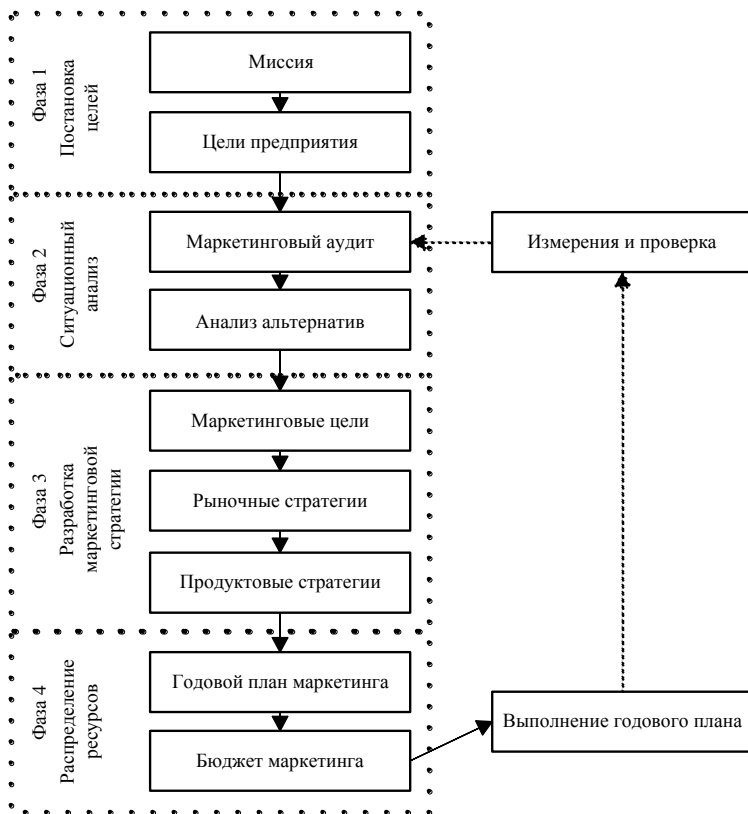 Фаза 1
Постановка
целей
Миссия
Цели предприятия
Фаза 2
Ситуационный
анализ
Маркетинговый аудит
Измерения и проверка
Анализ альтернатив
Фаза 3
Разработка
маркетинговой
стратегии
Маркетинговые цели
Рыночные стратегии
Продуктовые стратегии
Фаза 4
Распределение
ресурсов
Годовой план маркетинга
Бюджет маркетинга
Выполнение годового плана